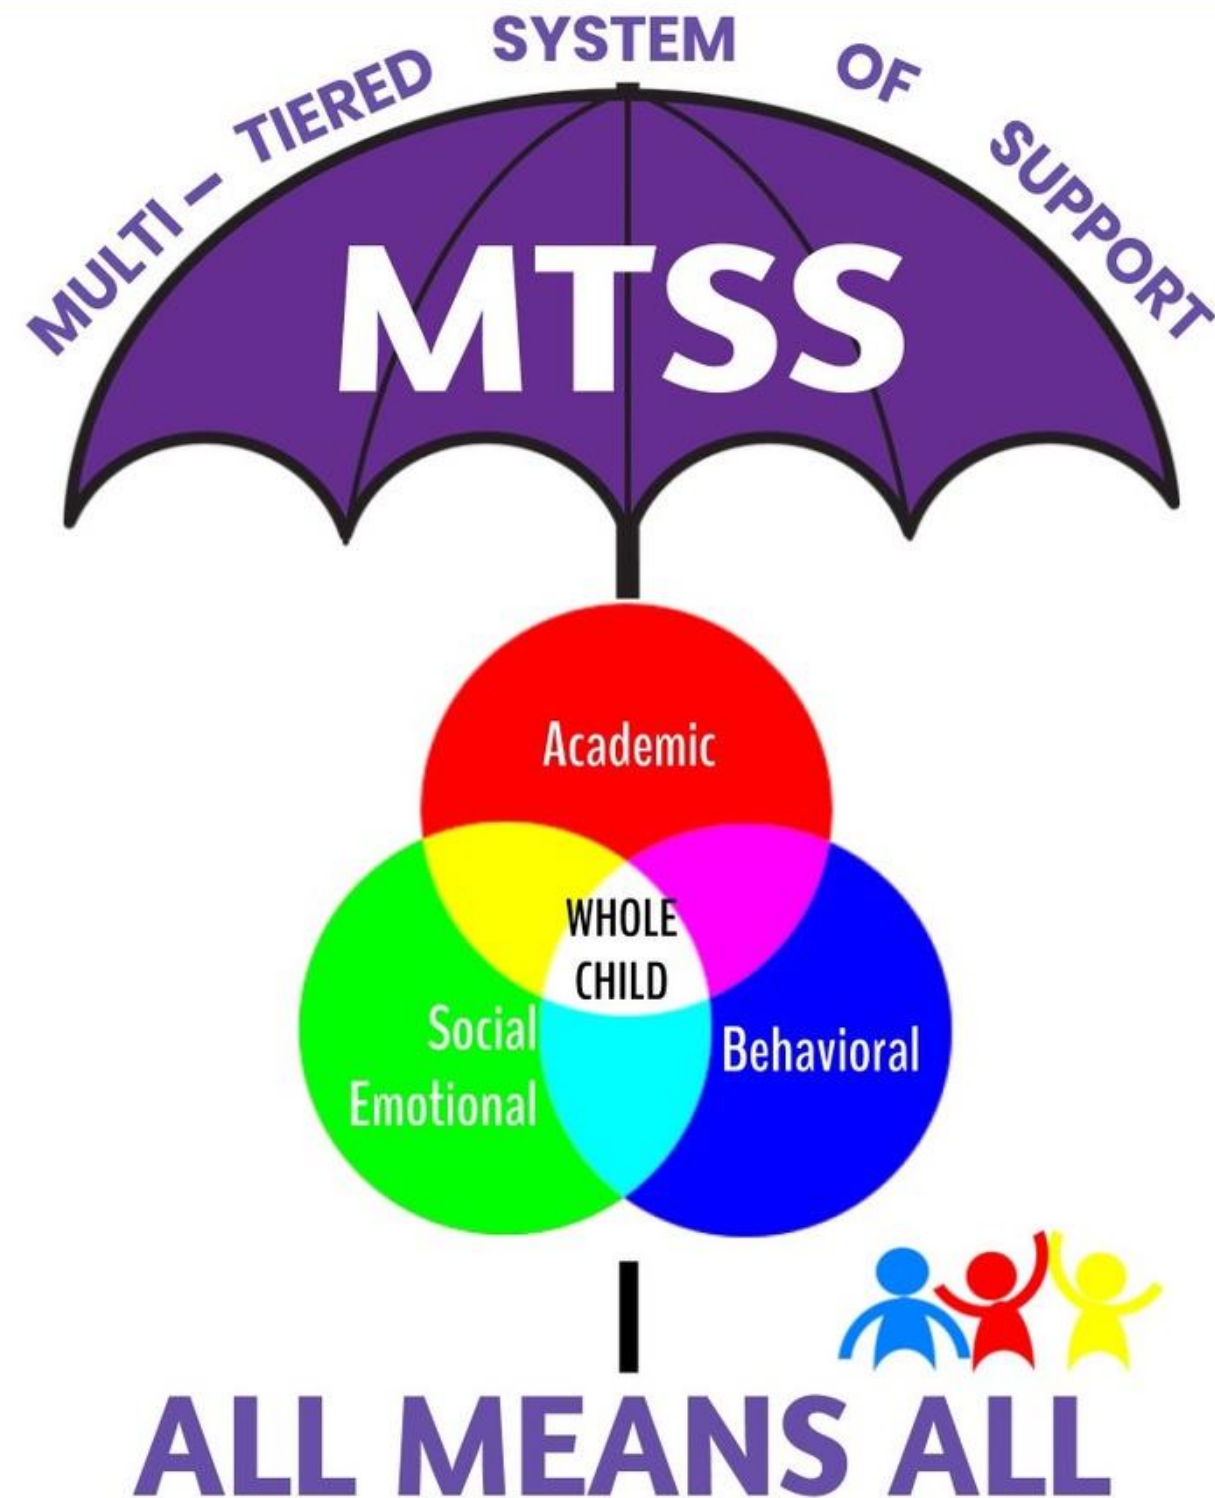 MULTI – TIERED SYSTEM OF SUPPORT
MTSS
Academic
WHOLE
CHILD
Social
Emotional
Behavioral
ALL MEANS ALL